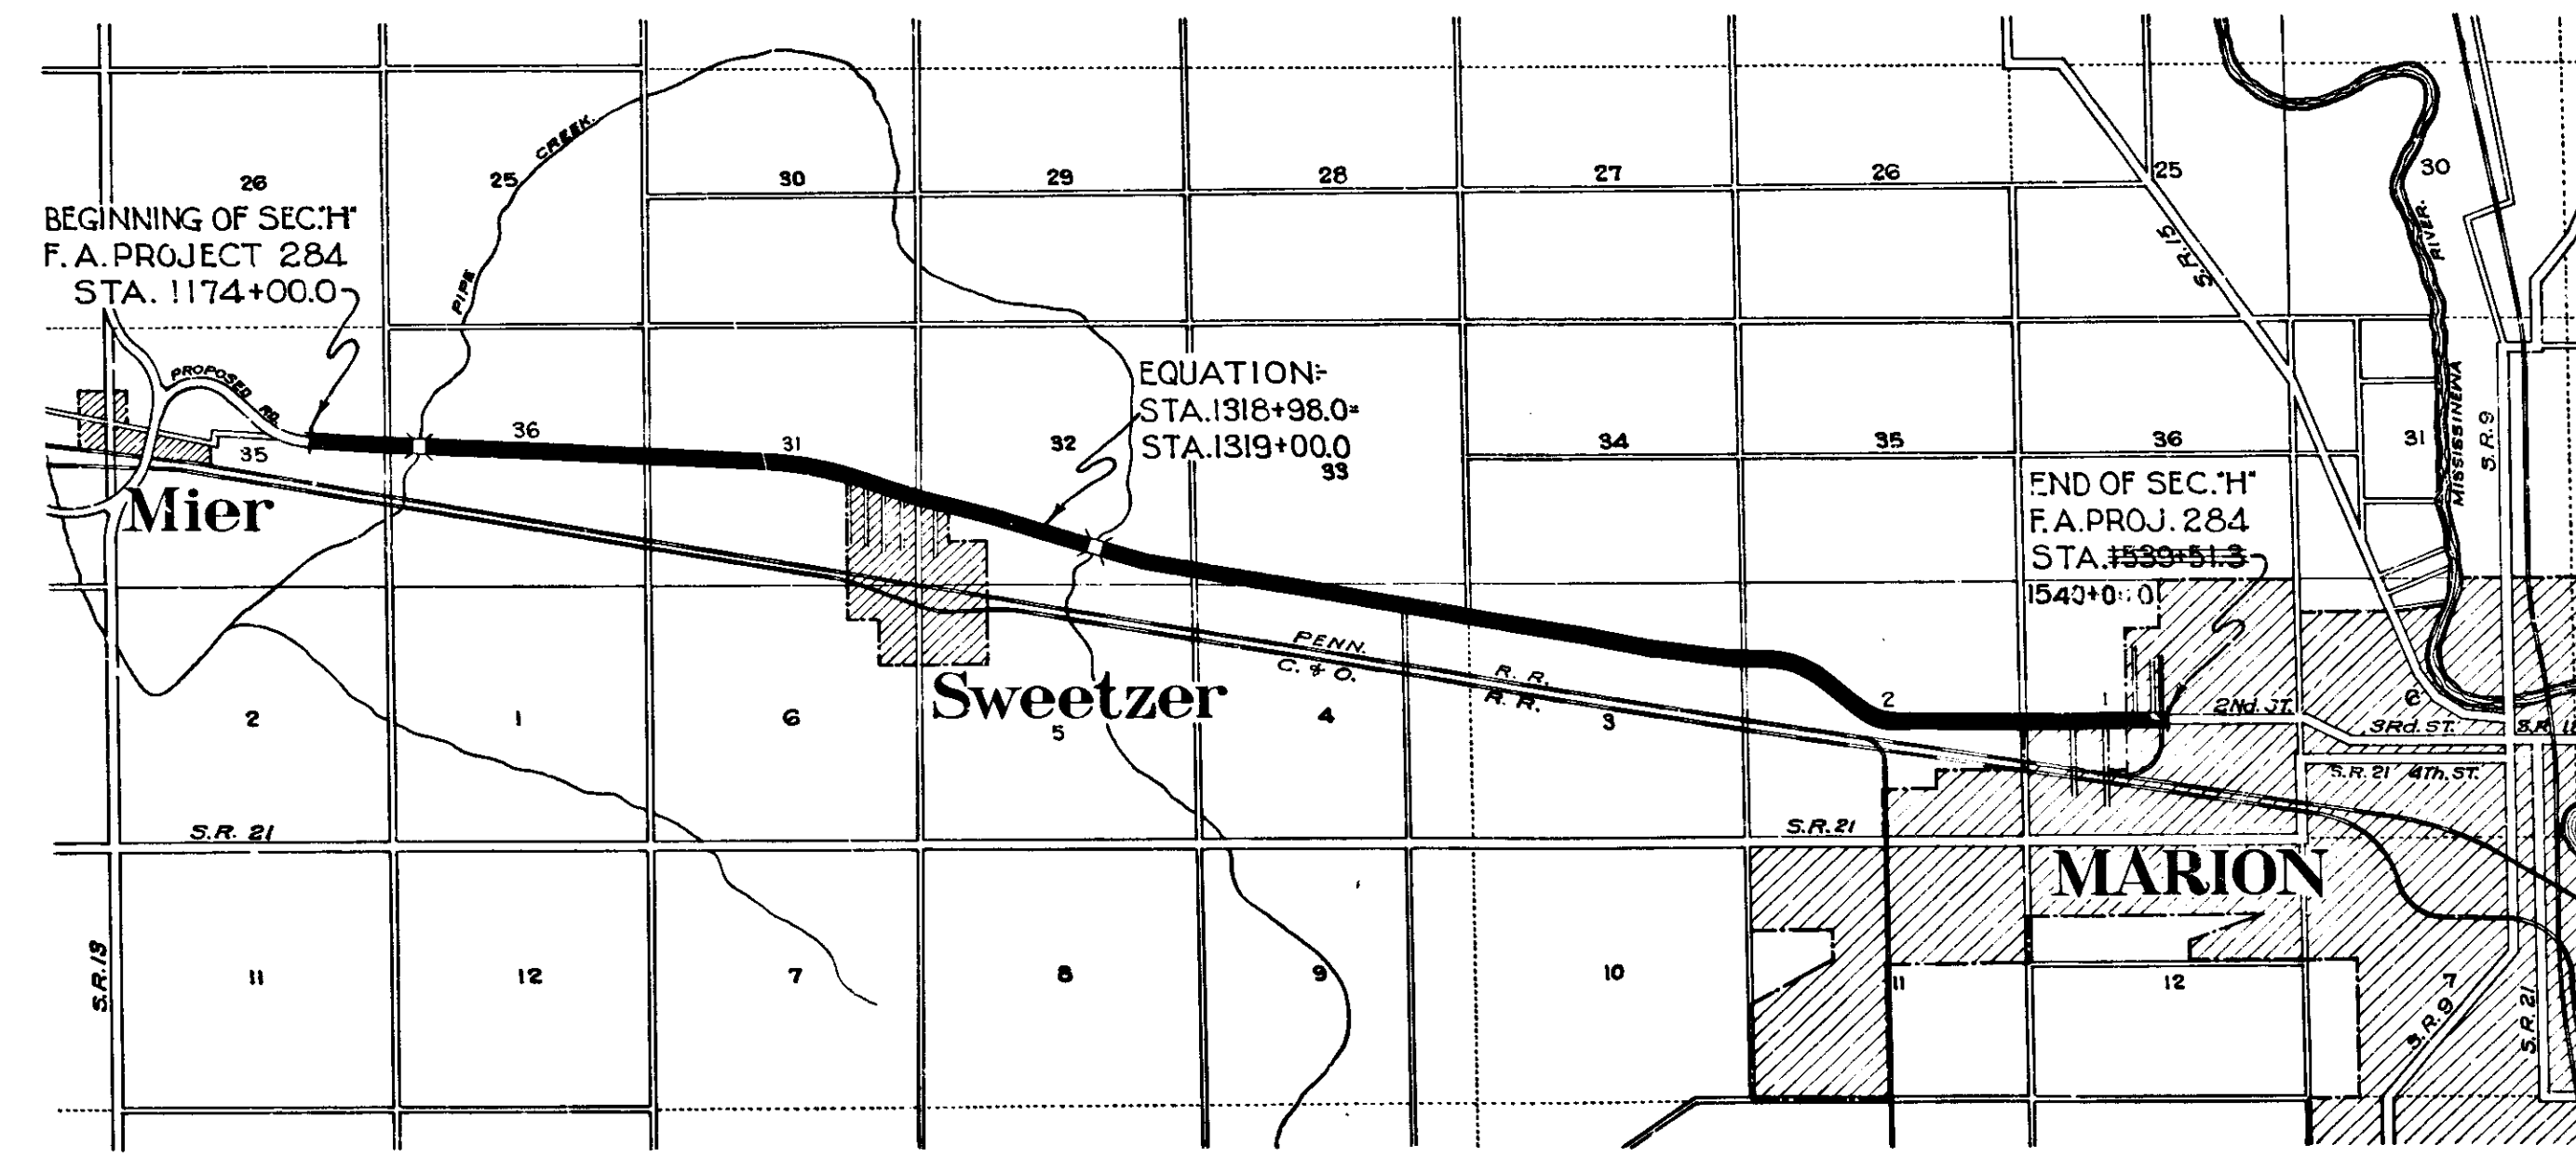 26
25
30
29
28
27
26
25
30
CREEK.
PIPE
BEGINNING OF SEC."H"
F. A. PROJECT 284
STA. 1174+00.0
S.R. 15
RIVER.
MISSISSINEWA
PROPOSED RD.
EQUATION:-
STA.1318+98.0=
STA.1319+00.0
35
36
31
32
33
34
35
36
31
S.R. 9
Mier
END OF SEC."H"
F.A.PROJ. 284
STA. 1539+51.3
Sweetzer
PENN. R. R.
C. & O. R. R.
2
1
6
5
4
3
2
1
6
2Nd. ST.
3Rd. ST.
S.R.
S.R. 21 4Th. ST.
S.R. 21
S.R. 21
MARION
S.R. 13
11
12
7
8
9
10
11
12
7
S.R. 9
S.R. 21